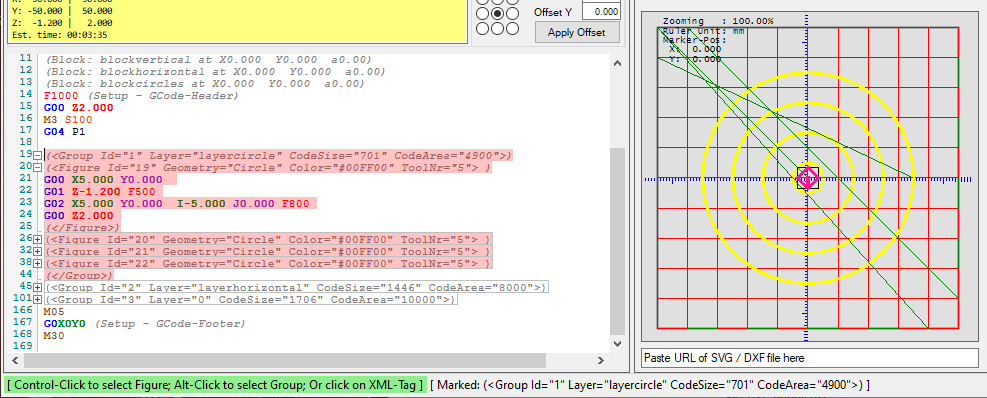 Y: -50.000 | 50.000
Z: -1.200 | 2.000
Est. time: 00:03:35
Offset Y 0.000
Apply Offset
11 (Block: blockvertical at X0.000 Y0.000 a0.00)
12 (Block: blockhorizontal at X0.000 Y0.000 a0.00)
13 (Block: blockcircles at X0.000 Y0.000 a0.00)
14 F1000 (Setup - GCode-Header)
15 G00 Z2.000
16 M3 S100
17 G04 P1
18
19 (<Group Id="1" Layer="layercircle" CodeSize="701" CodeArea="4900">)
20 (<Figure Id="19" Geometry="Circle" Color="#00FF00" ToolNr="5"> )
21 G00 X5.000 Y0.000
22 G01 Z-1.200 F500
23 G02 X5.000 Y0.000 I-5.000 J0.000 F800
24 G00 Z2.000
25 (</Figure>)
26 (<Figure Id="20" Geometry="Circle" Color="#00FF00" ToolNr="5"> )
32 (<Figure Id="21" Geometry="Circle" Color="#00FF00" ToolNr="5"> )
38 (<Figure Id="22" Geometry="Circle" Color="#00FF00" ToolNr="5"> )
44 (</Group>)
45 (<Group Id="2" Layer="layerhorizontal" CodeSize="1446" CodeArea="8000">)
101 (<Group Id="3" Layer="0" CodeSize="1706" CodeArea="10000">)
166 M05
167 G0X0Y0 (Setup - GCode-Footer)
168 M30
169
Zooming : 100.00%
Ruler Unit: mm
Marker-Pos:
X: 0.000
Y: 0.000
Paste URL of SVG / DXF file here
[ Control-Click to select Figure; Alt-Click to select Group; Or click on XML-Tag ] [ Marked: (<Group Id="1" Layer="layercircle" CodeSize="701" CodeArea="4900">) ]